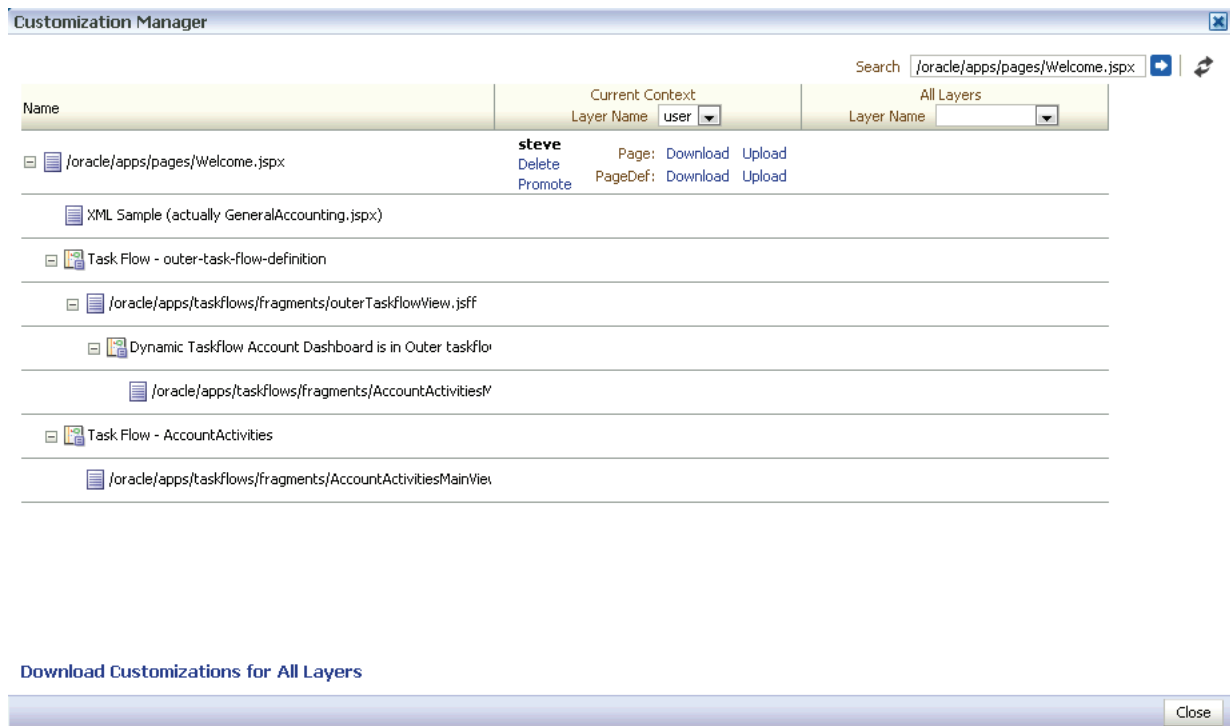 Customization Manager
Search /oracle/apps/pages/Welcome.jspx
Name
Current Context
Layer Name user
All Layers
Layer Name
/oracle/apps/pages/Welcome.jspx
steve
Delete
Promote
Page: Download Upload
PageDef: Download Upload
XML Sample (actually GeneralAccounting.jspx)
Task Flow - outer-task-flow-definition
/oracle/apps/taskflows/fragments/outerTaskflowView.jsff
Dynamic Taskflow Account Dashboard is in Outer taskflo
/oracle/apps/taskflows/fragments/AccountActivitiesM
Task Flow - AccountActivities
/oracle/apps/taskflows/fragments/AccountActivitiesMainView
Download Customizations for All Layers
Close